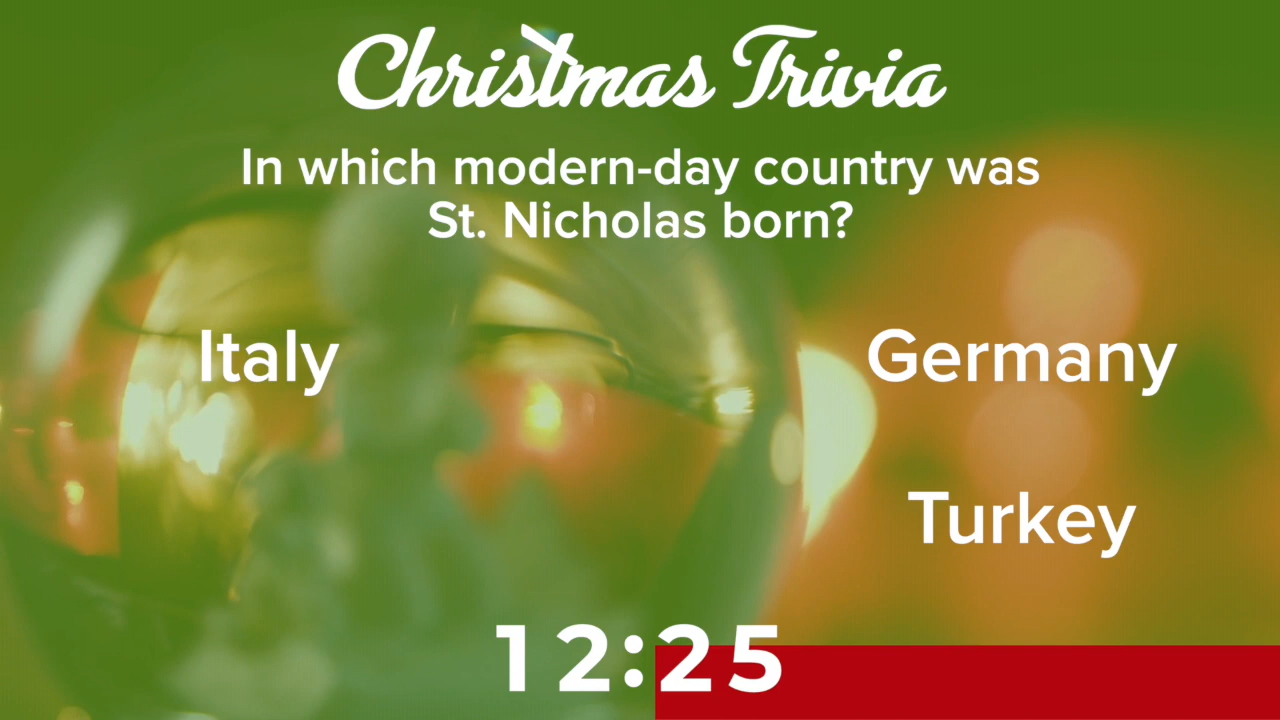 Christmas Trivia
In which modern-day country was
St. Nicholas born?
Italy
Germany
Turkey
12:25